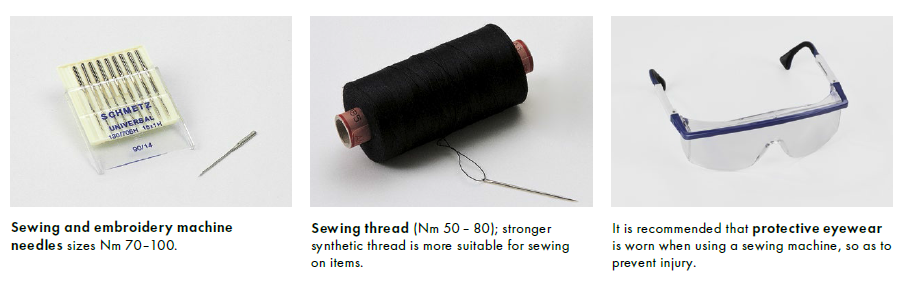 SCHMETZ
UNIVERSAL
130/705H 15x1H
90/14
Sewing and embroidery machine
needles sizes Nm 70–100.
Sewing thread (Nm 50 – 80); stronger
synthetic thread is more suitable for sewing
on items.
It is recommended that protective eyewear
is worn when using a sewing machine, so as to
prevent injury.